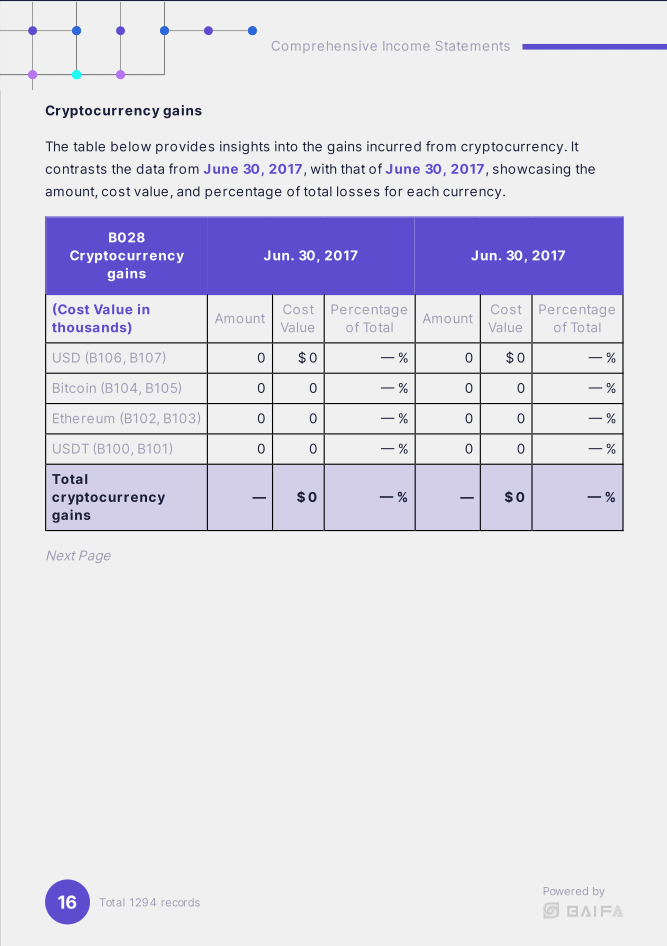 Comprehensive Income Statements
Cryptocurrency gains
The table below provides insights into the gains incurred from cryptocurrency. It
contrasts the data from June 30, 2017, with that of June 30, 2017, showcasing the
amount, cost value, and percentage of total losses for each currency.
B028
Cryptocurrency
gains
Jun. 30, 2017
Jun. 30, 2017
(Cost Value in
thousands)
Amount
Cost
Value
Percentage
of Total
Amount
Cost
Value
Percentage
of Total
USD (B106, B107) 0 $ 0 — % 0 $ 0 — %
Bitcoin (B104, B105) 0 0 — % 0 0 — %
Ethereum (B102, B103) 0 0 — % 0 0 — %
USDT (B100, B101) 0 0 — % 0 0 — %
Total
cryptocurrency
gains
— $ 0 — % — $ 0 — %
Next Page
16 Total 1294 records
Powered by
GAIFA